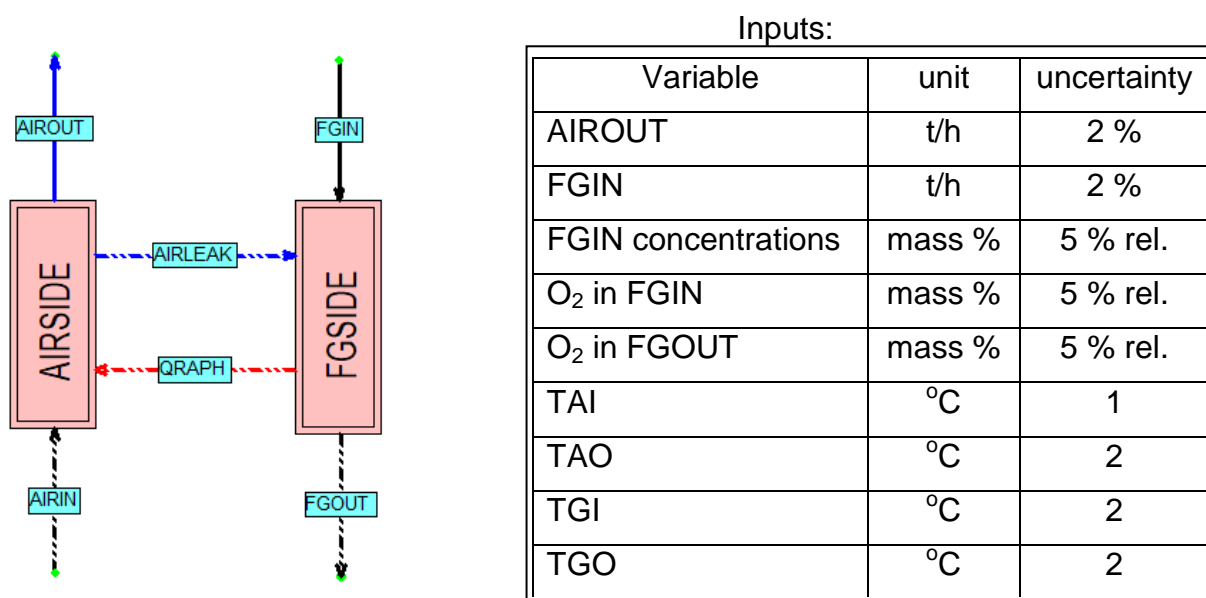 Inputs:
Variable unit uncertainty
AIROUT t/h 2 %
FGIN t/h 2 %
FGIN concentrations mass % 5 % rel.
O₂ in FGIN mass % 5 % rel.
O₂ in FGOUT mass % 5 % rel.
TAI °C 1
TAO °C 2
TGI °C 2
TGO °C 2
AIROUT
FGIN
AIRLEAK
AIRSIDE
FGSIDE
QRAPH
AIRIN
FGOUT